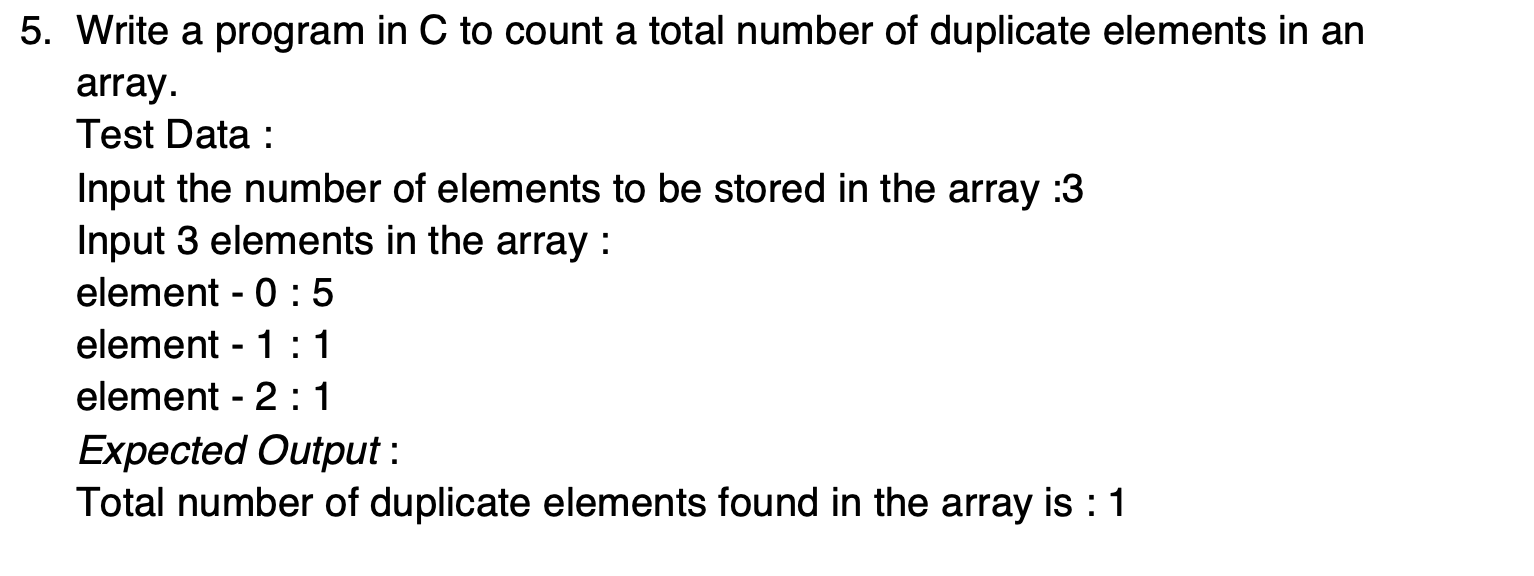 5. Write a program in C to count a total number of duplicate elements in an
array.
Test Data :
Input the number of elements to be stored in the array :3
Input 3 elements in the array :
element - 0 : 5
element - 1 : 1
element - 2 : 1
Expected Output :
Total number of duplicate elements found in the array is : 1